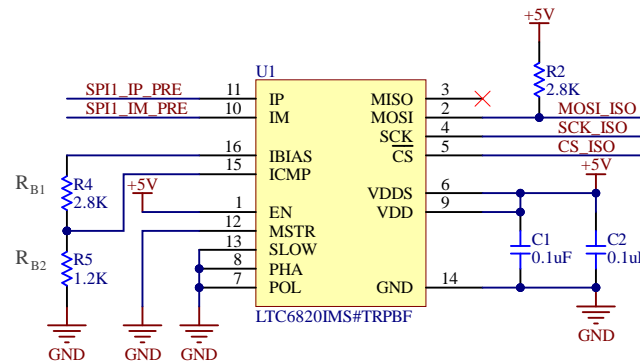 +5V
U1
R2
2.8K
SPI1_IP_PRE 11 IP MISO 3
SPI1_IM_PRE 10 IM MOSI 2 MOSI_ISO
SCK 4 SCK_ISO
16 IBIAS CS 5 CS_ISO
15 ICMP
RB1 R4 2.8K
+5V
+5V
VDDS 6
1 EN VDD 9
12 MSTR
RB2 R5 1.2K
13 SLOW
8 PHA
7 POL GND 14
C1 0.1uF
C2 0.1uF
LTC6820IMS#TRPBF
GND
GND
GND
GND